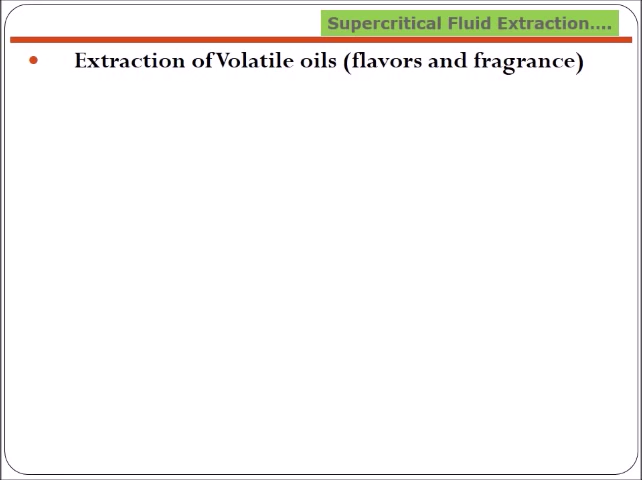 Supercritical Fluid Extraction....
• Extraction of Volatile oils (flavors and fragrance)